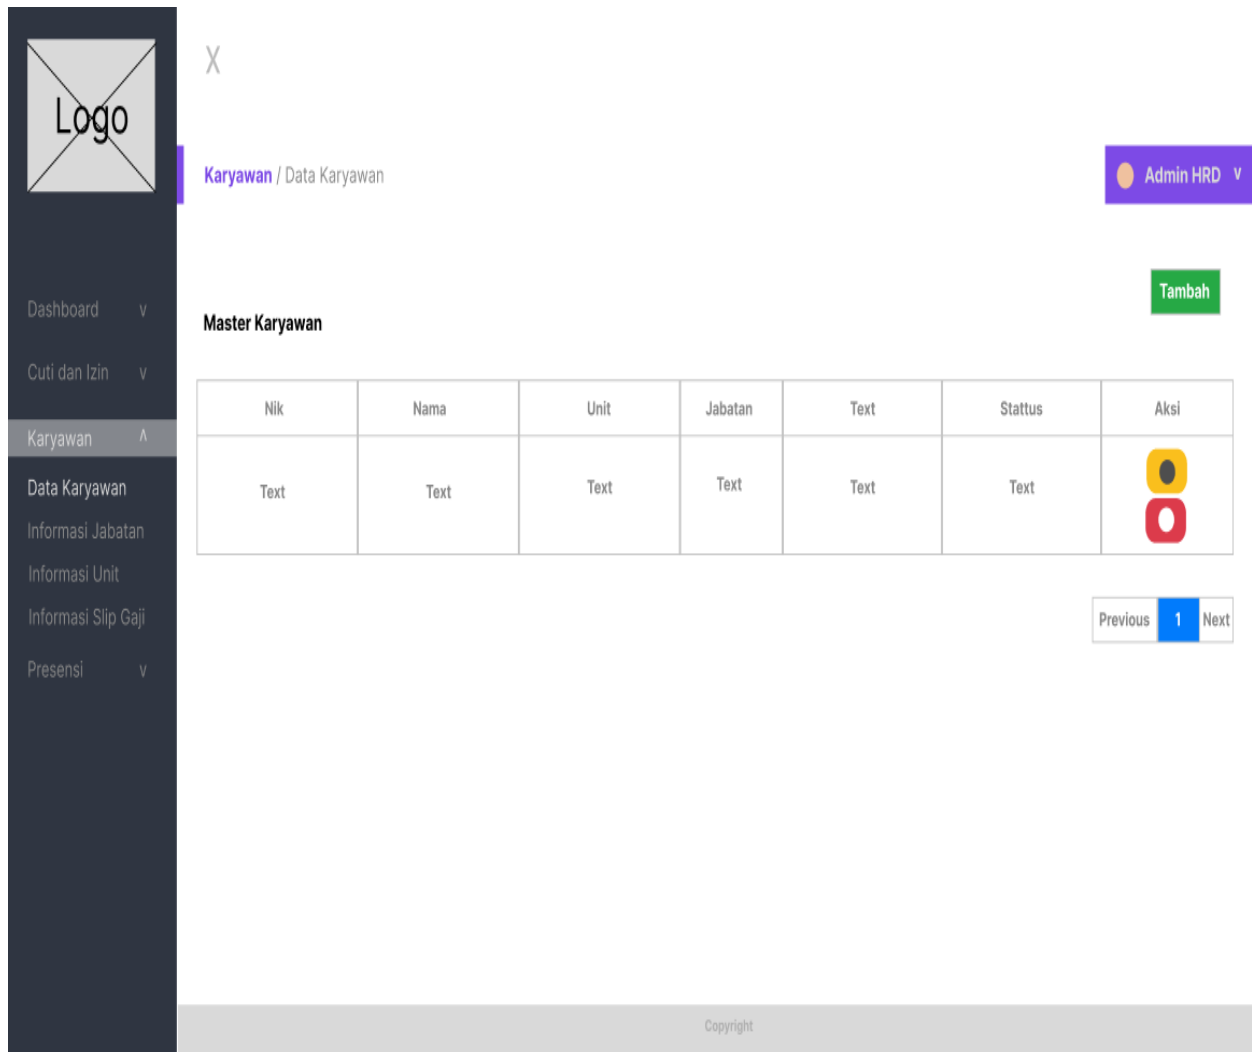 Logo
X
Karyawan / Data Karyawan
Admin HRD v
Tambah
Dashboard v
Cuti dan Izin v
Karyawan ^
Data Karyawan
Informasi Jabatan
Informasi Unit
Informasi Slip Gaji
Presensi v
Master Karyawan
Nik Nama Unit Jabatan Text Stattus Aksi
Text Text Text Text Text Text
Previous 1 Next
Copyright